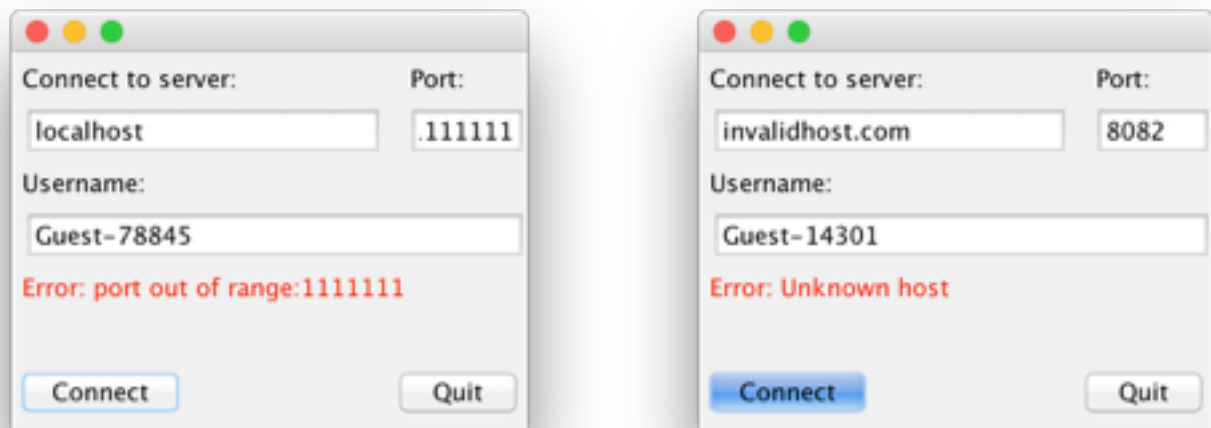 Connect to server: Port:
localhost .111111
Username:
Guest-78845
Error: port out of range:1111111
Connect Quit
Connect to server: Port:
invalidhost.com 8082
Username:
Guest-14301
Error: Unknown host
Connect Quit